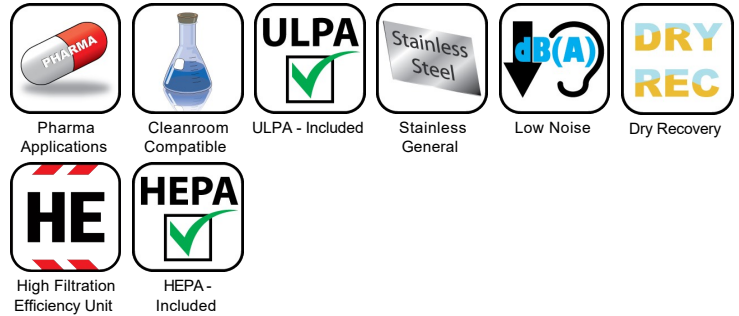 PHARMA
Pharma
Applications
Cleanroom
Compatible
ULPA
ULPA - Included
Stainless
Steel
Stainless
General
dB(A)
Low Noise
DRY
REC
Dry Recovery
HE
High Filtration
Efficiency Unit
HEPA
HEPA -
Included